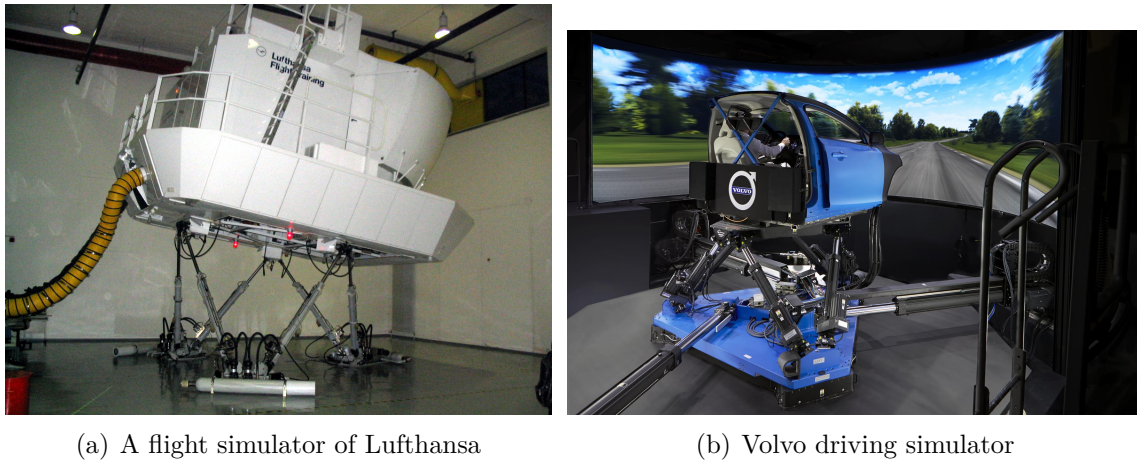 Lufthansa
Flight Training
VOLVO
(a) A flight simulator of Lufthansa
(b) Volvo driving simulator